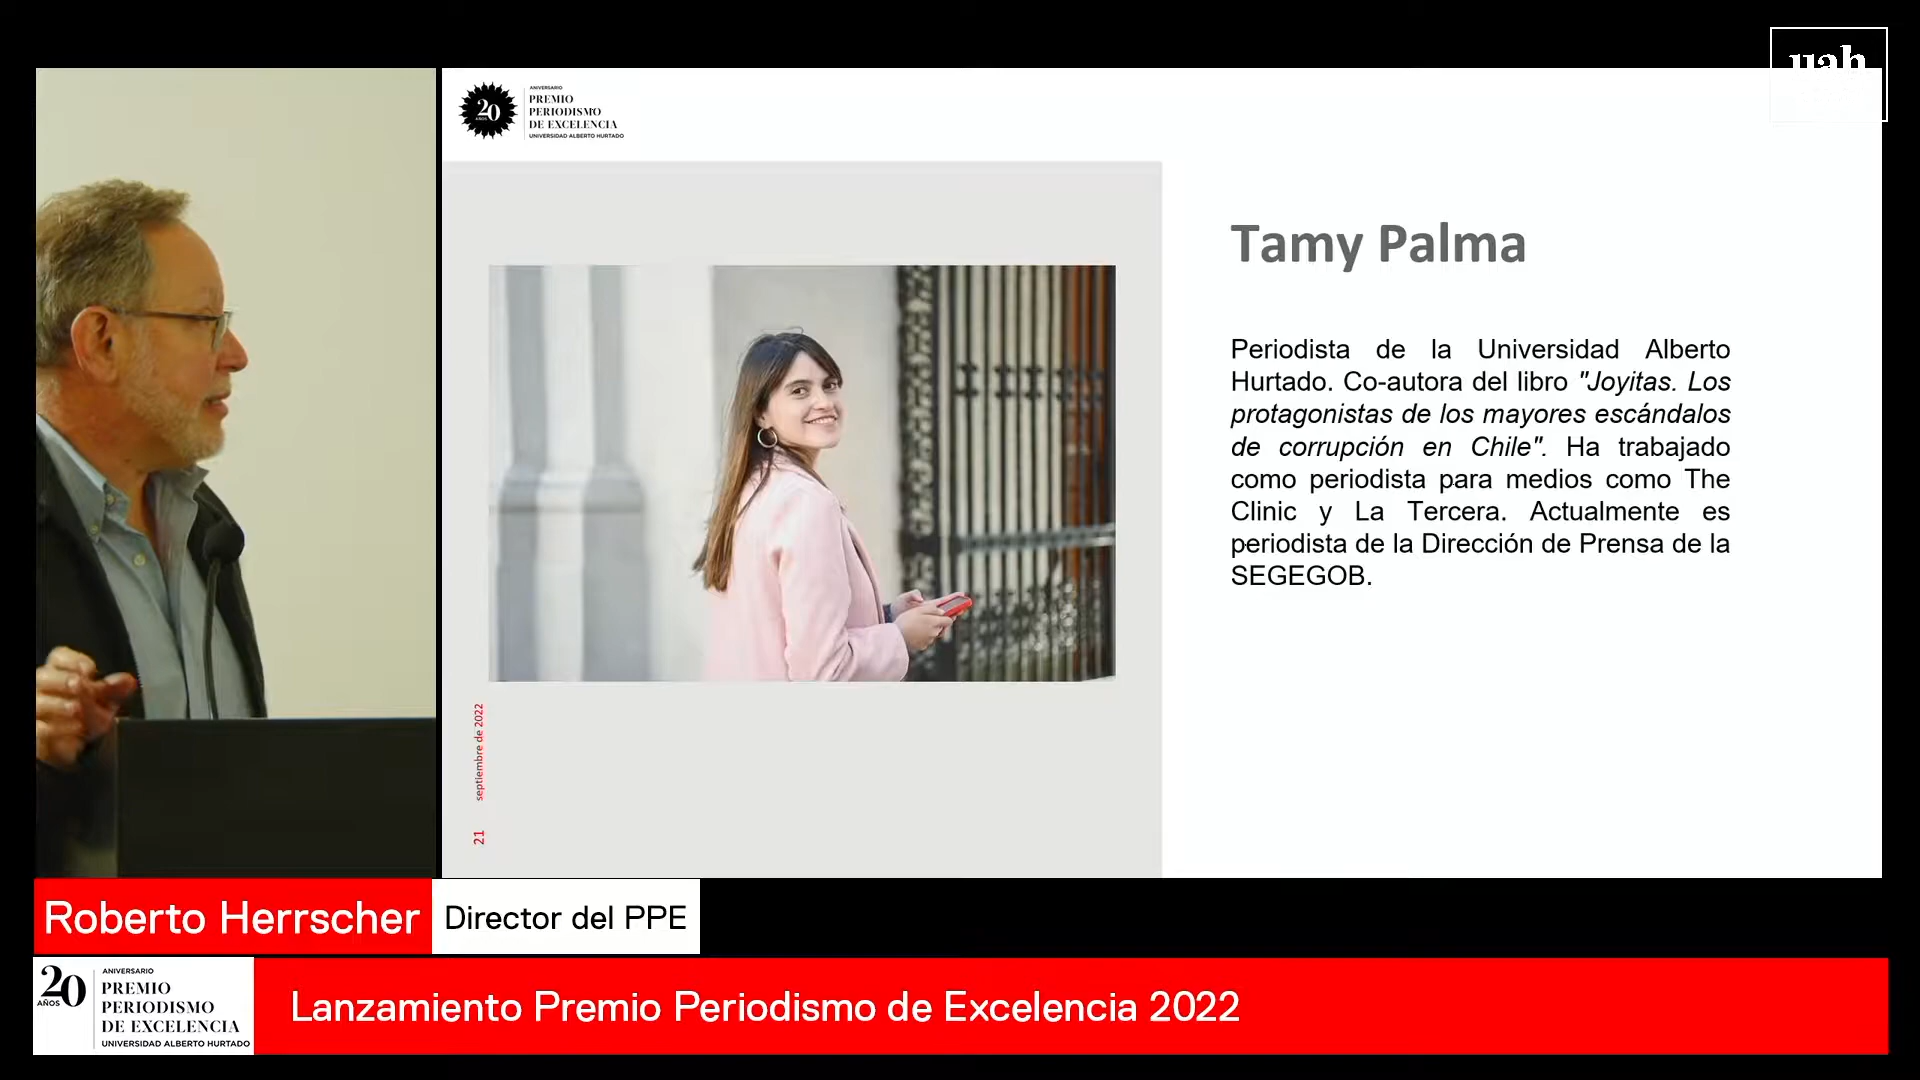 uah
20
AÑOS
ANIVERSARIO
PREMIO
PERIODISMO
DE EXCELENCIA
UNIVERSIDAD ALBERTO HURTADO
Tamy Palma
Periodista de la Universidad Alberto
Hurtado. Co-autora del libro "Joyitas. Los
protagonistas de los mayores escándalos
de corrupción en Chile". Ha trabajado
como periodista para medios como The
Clinic y La Tercera. Actualmente es
periodista de la Dirección de Prensa de la
SEGEGOB.
septiembre de 2022
21
Roberto Herrscher
Director del PPE
20
AÑOS
ANIVERSARIO
PREMIO
PERIODISMO
DE EXCELENCIA
UNIVERSIDAD ALBERTO HURTADO
Lanzamiento Premio Periodismo de Excelencia 2022